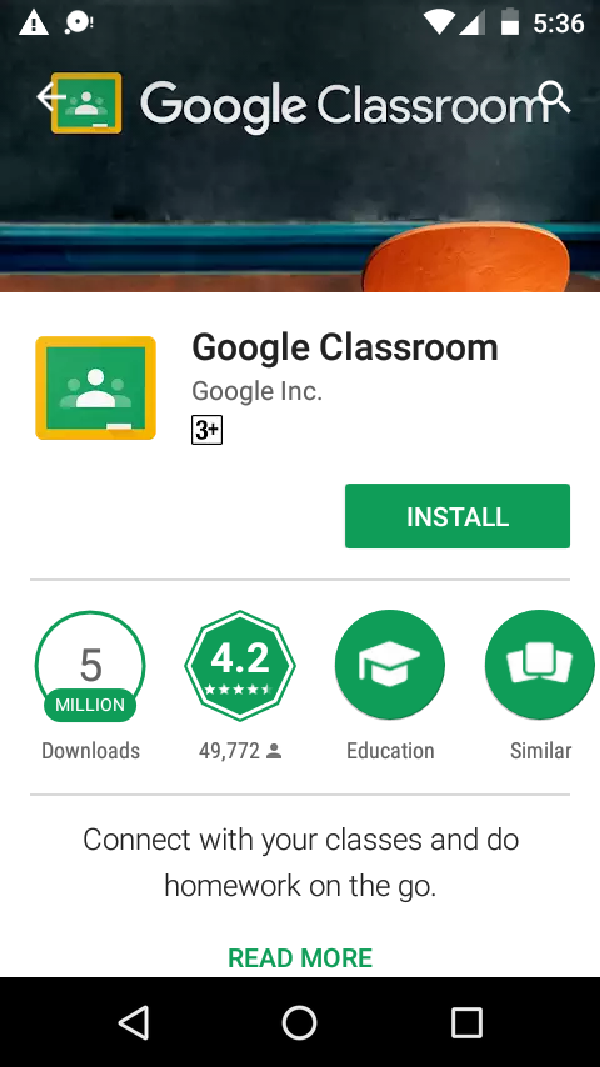 5:36
Google Classroom
Google Classroom
Google Inc.
3+
INSTALL
5
MILLION
Downloads
4.2
49,772
Education
Similar
Connect with your classes and do
homework on the go.
READ MORE